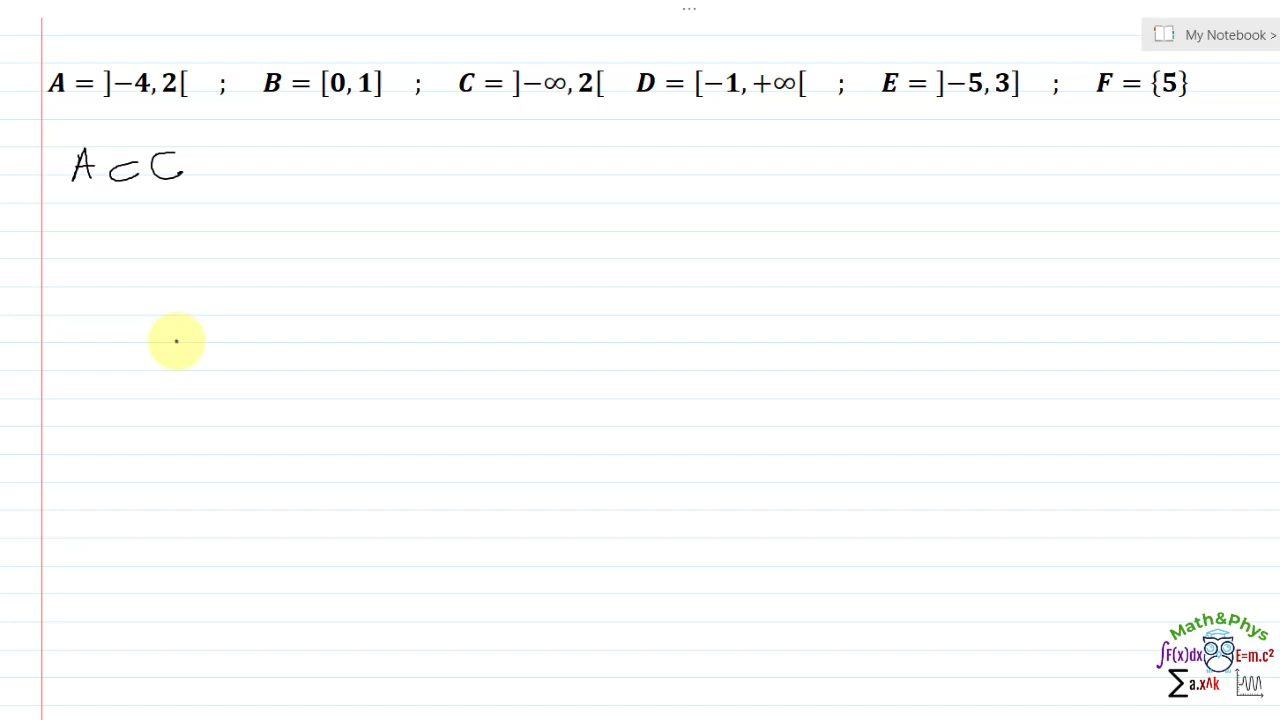 ...
My Notebook >
A = ]−4, 2[ ; B = [0, 1] ; C = ]−∞, 2[ D = [−1, +∞[ ; E = ]−5, 3] ; F = {5}
A ⊂ C
Math&Phys
∫F(x)dx E=m.c²
∑a.x^k